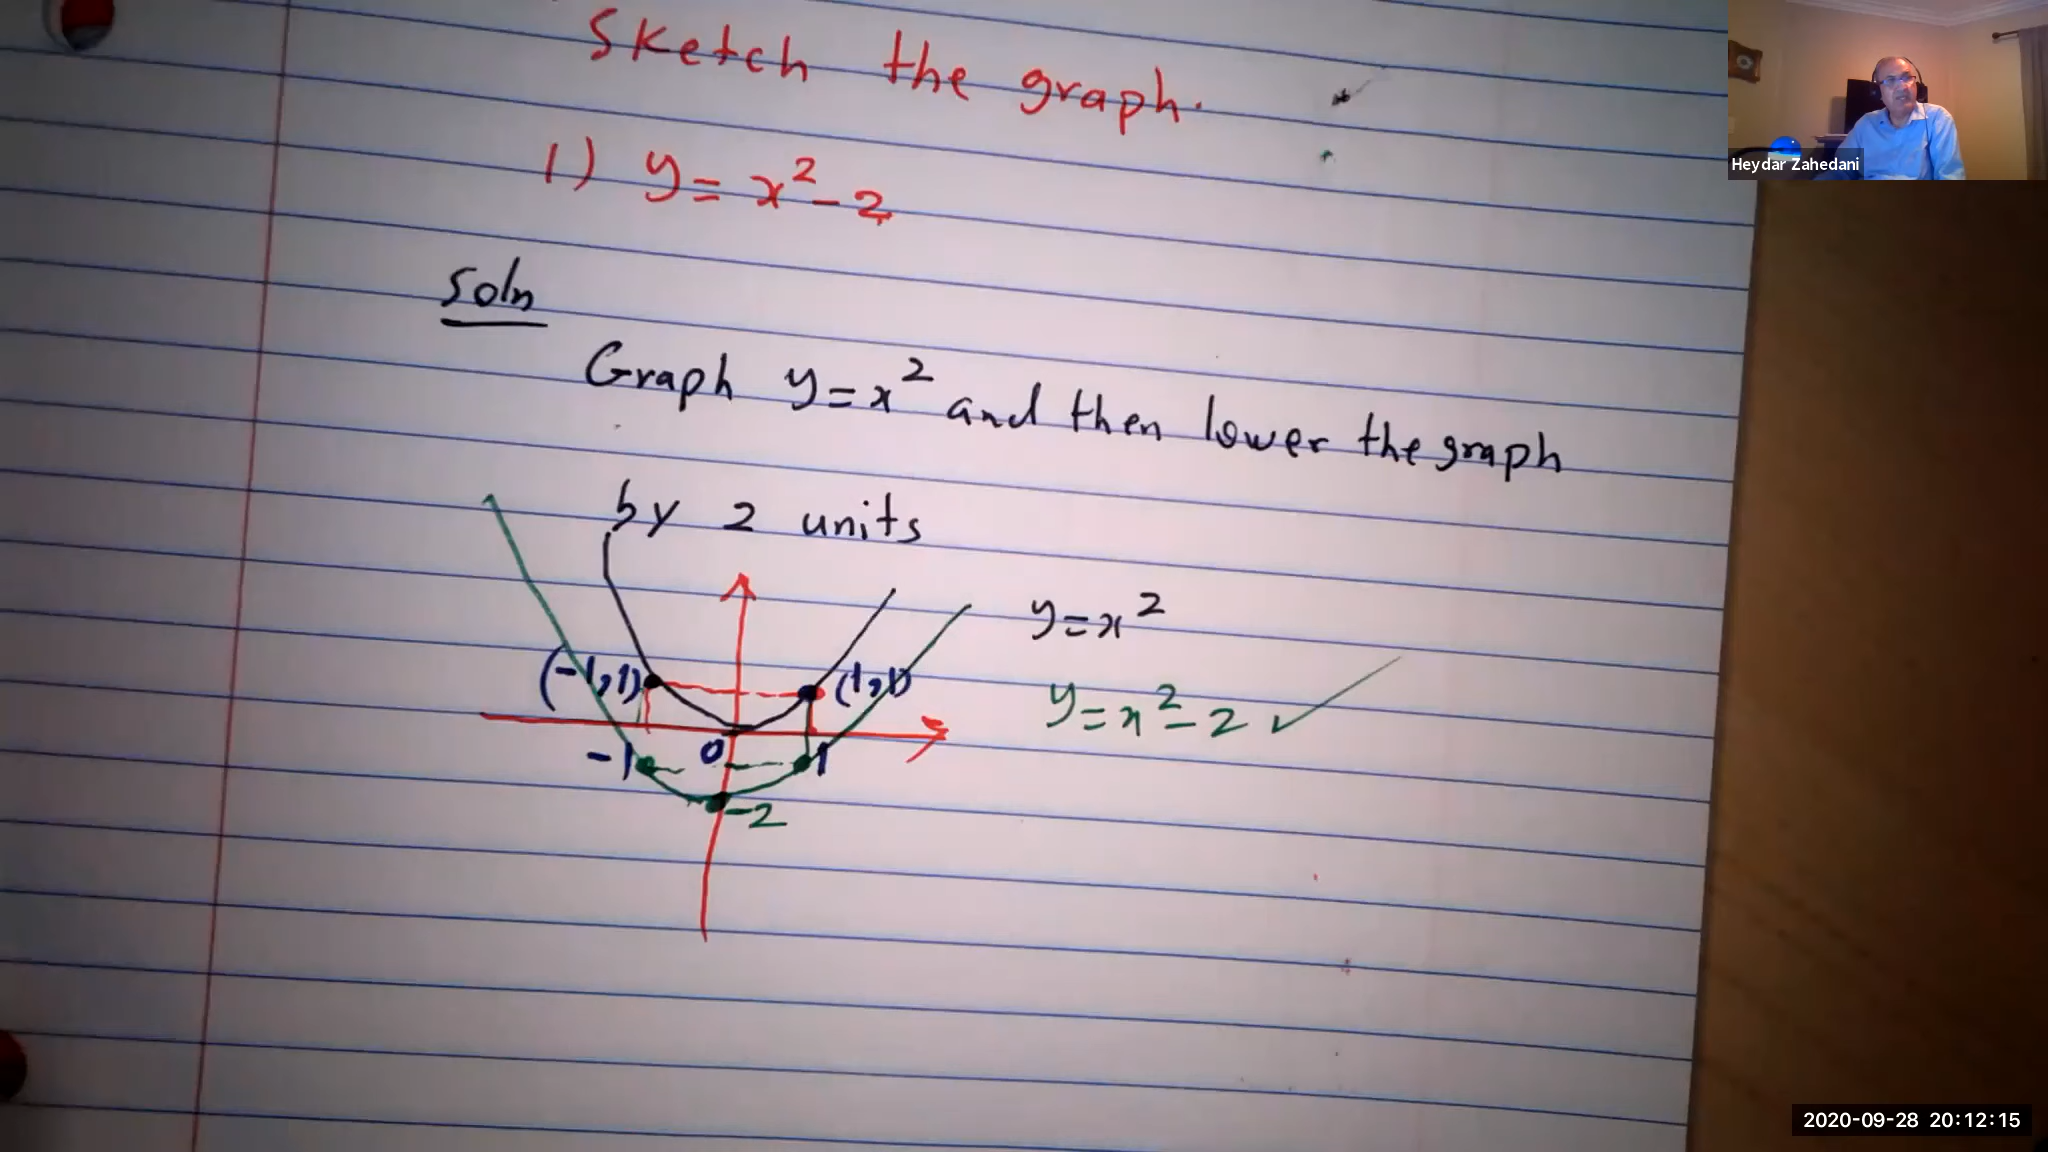 Sketch the graph.
1) y = x² - 2
Soln
Graph y = x² and then lower the graph
by 2 units
y = x²
(-1,1) (1,1)
y = x² - 2 ✓
-1 0 1
-2
Heydar Zahedani
2020-09-28 20:12:15